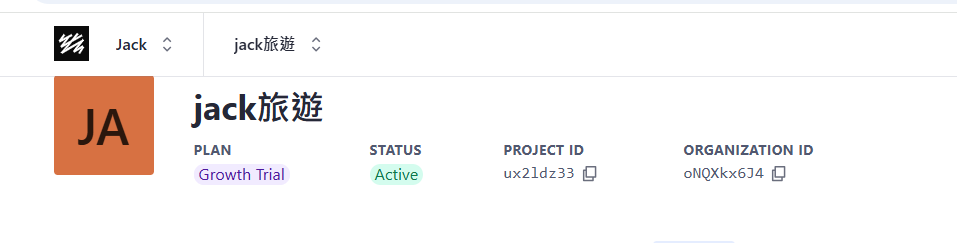 Jack jack旅遊
JA
jack旅遊
PLAN STATUS PROJECT ID ORGANIZATION ID
Growth Trial Active ux2ldz33 oNQXkx6J4